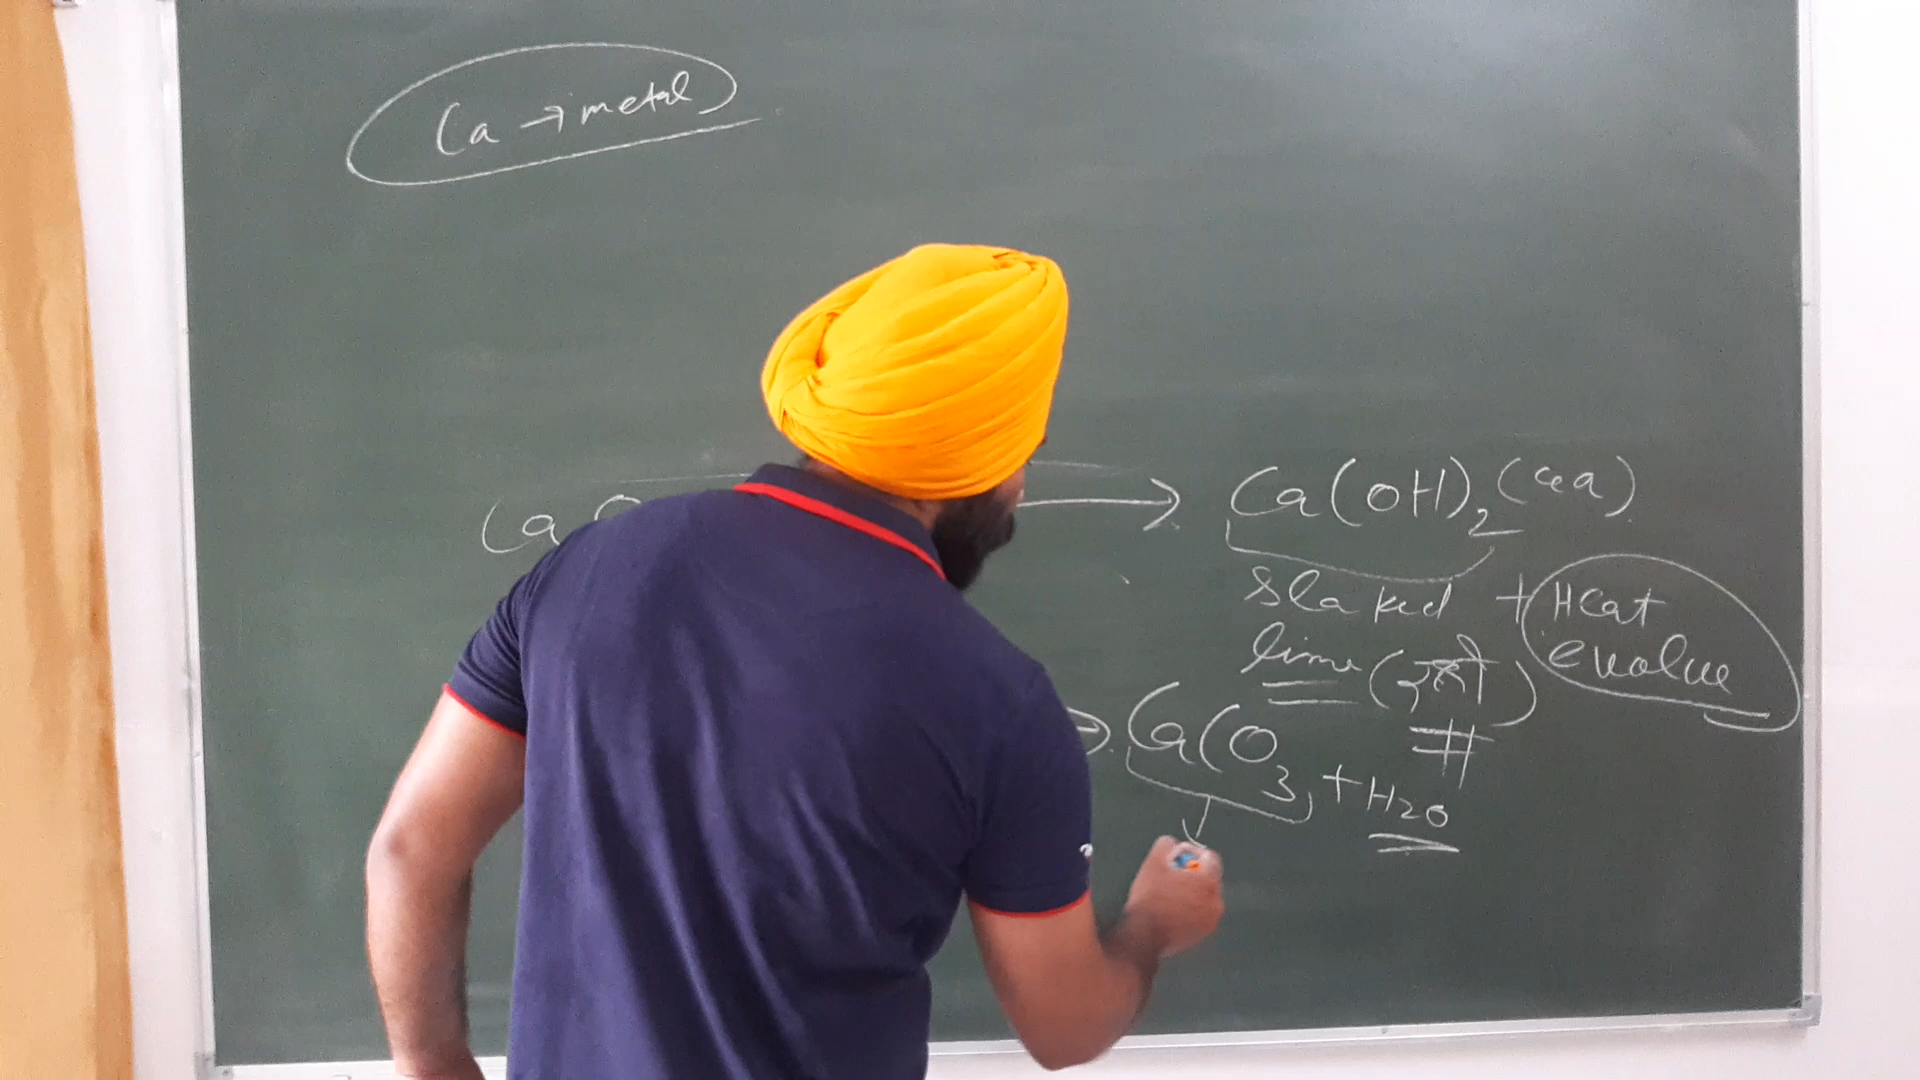 Ca → metal
Ca → Ca(OH)2 (aq)
slaked + Heat
lime evolve
→ CaCO3 + H2O